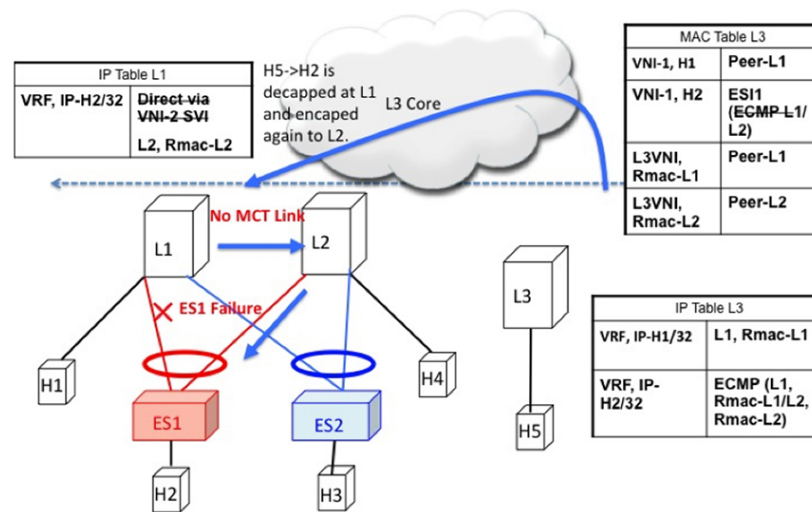 IP Table L1
VRF, IP-H2/32
Direct via
VNI-2 SVI
L2, Rmac-L2
H5->H2 is
decapped at L1
and encaped
again to L2.
L3 Core
MAC Table L3
VNI-1, H1
Peer-L1
VNI-1, H2
ESI1
(ECMP L1/
L2)
L3VNI,
Rmac-L1
Peer-L1
L3VNI,
Rmac-L2
Peer-L2
No MCT Link
L1
L2
ES1 Failure
L3
H1
H4
ES1
ES2
H5
H2
H3
IP Table L3
VRF, IP-H1/32
L1, Rmac-L1
VRF, IP-
H2/32
ECMP (L1,
Rmac-L1/L2,
Rmac-L2)